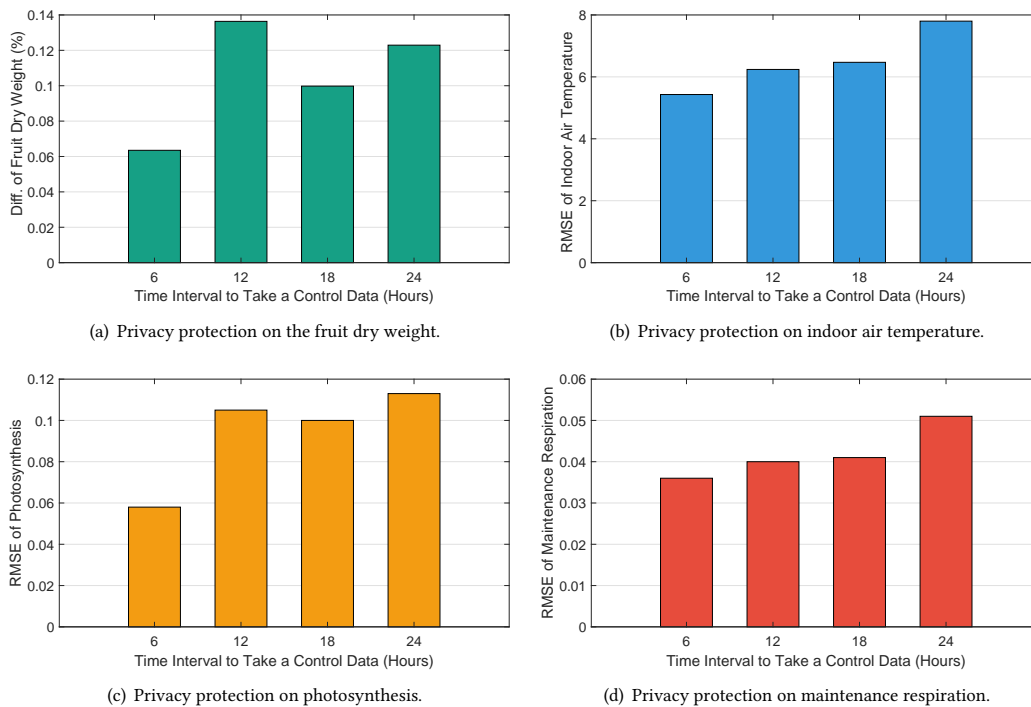 Diff. of Fruit Dry Weight (%)
0.14
0.12
0.1
0.08
0.06
0.04
0.02
0
6 12 18 24
Time Interval to Take a Control Data (Hours)
(a) Privacy protection on the fruit dry weight.
RMSE of Indoor Air Temperature
8
6
4
2
0
6 12 18 24
Time Interval to Take a Control Data (Hours)
(b) Privacy protection on indoor air temperature.
RMSE of Photosynthesis
0.12
0.1
0.08
0.06
0.04
0.02
0
6 12 18 24
Time Interval to Take a Control Data (Hours)
(c) Privacy protection on photosynthesis.
RMSE of Maintenance Respiration
0.06
0.05
0.04
0.03
0.02
0.01
0
6 12 18 24
Time Interval to Take a Control Data (Hours)
(d) Privacy protection on maintenance respiration.